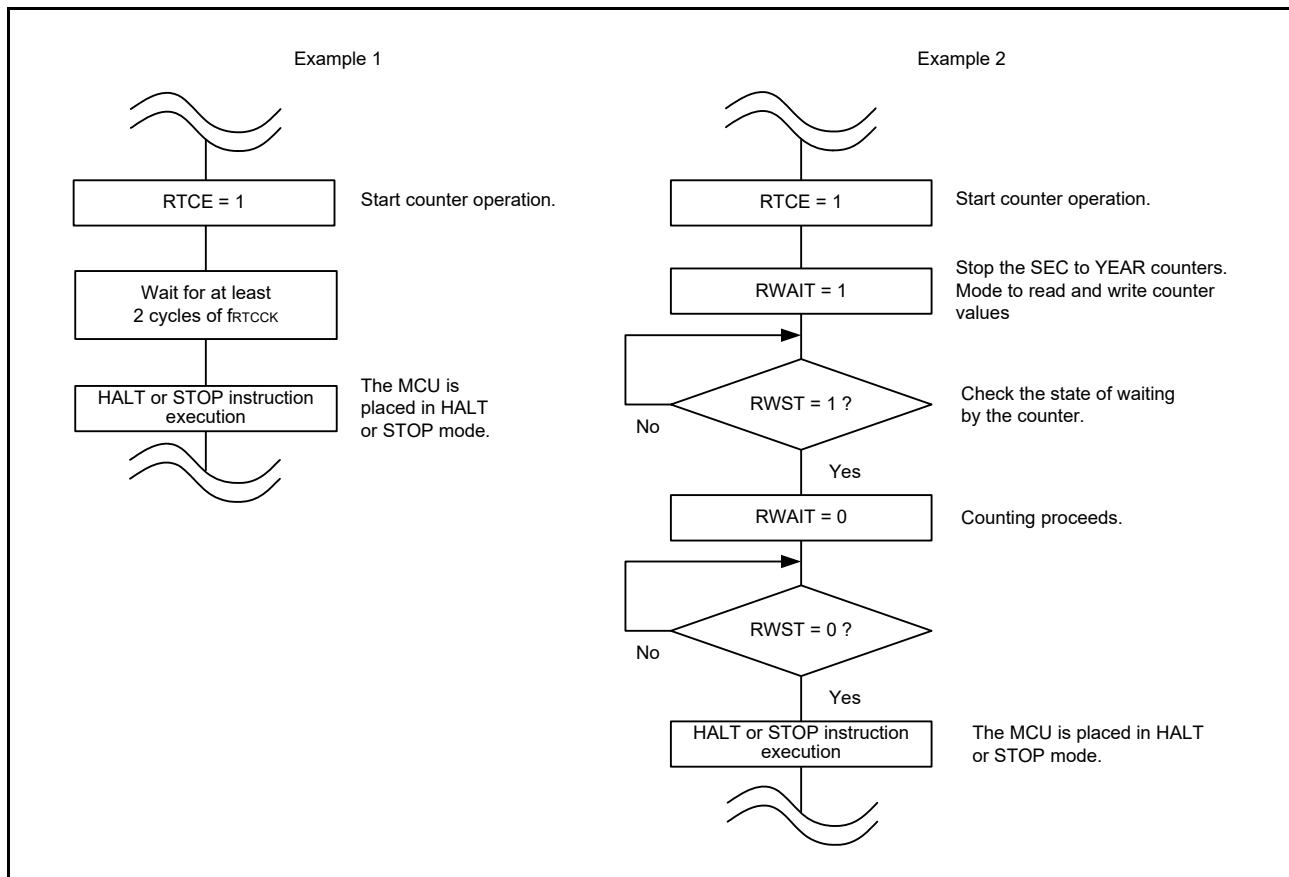 Example 1
RTCE = 1
Start counter operation.
Wait for at least
2 cycles of fRTCCK
HALT or STOP instruction
execution
The MCU is
placed in HALT
or STOP mode.
Example 2
RTCE = 1
Start counter operation.
RWAIT = 1
Stop the SEC to YEAR counters.
Mode to read and write counter
values
RWST = 1 ?
Check the state of waiting
by the counter.
No
Yes
RWAIT = 0
Counting proceeds.
RWST = 0 ?
No
Yes
HALT or STOP instruction
execution
The MCU is placed in HALT
or STOP mode.